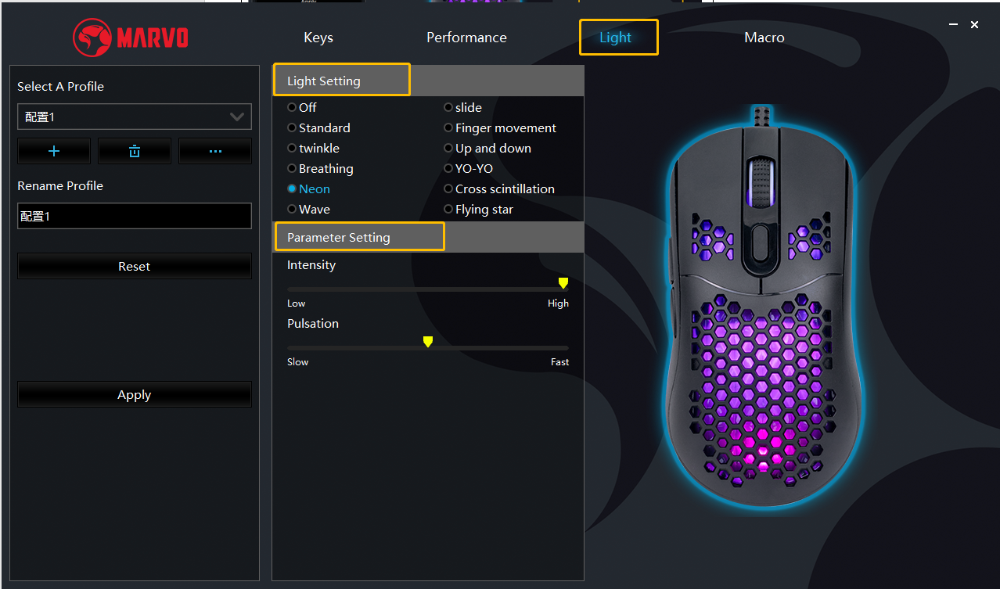 Apply
MARVO
Keys
Performance
Light
Macro
Select A Profile
配置1
Rename Profile
配置1
Reset
Apply
Light Setting
Off
slide
Standard
Finger movement
twinkle
Up and down
Breathing
YO-YO
Neon
Cross scintillation
Wave
Flying star
Parameter Setting
Intensity
Low
High
Pulsation
Slow
Fast